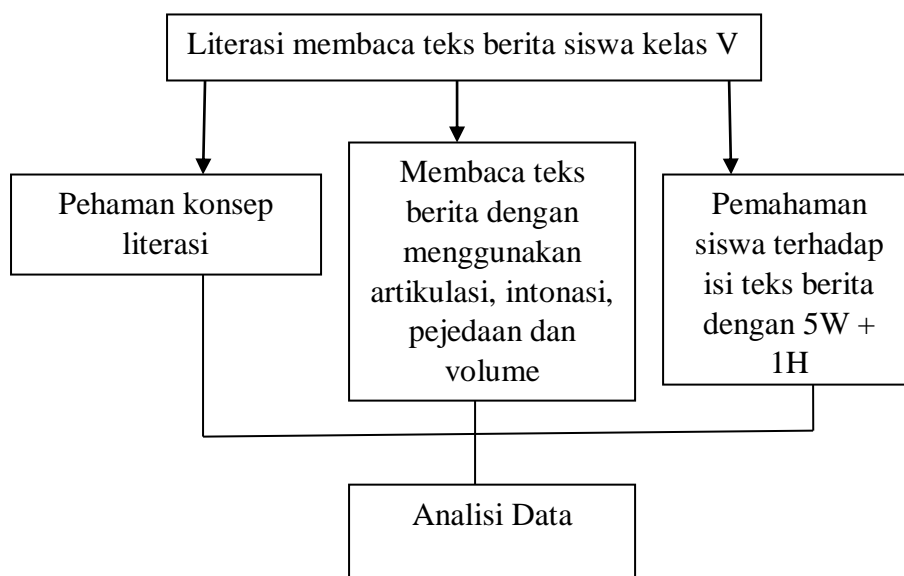 Literasi membaca teks berita siswa kelas V
Pehaman konsep
literasi
Membaca teks
berita dengan
menggunakan
artikulasi, intonasi,
pejedaan dan
volume
Pemahaman
siswa terhadap
isi teks berita
dengan 5W +
1H
Analisi Data